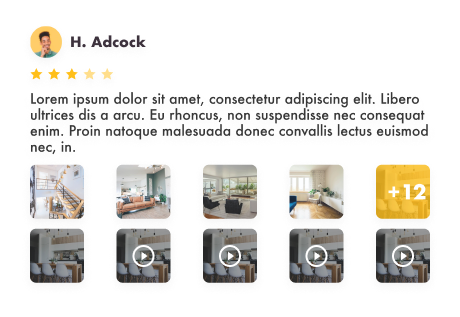 H. Adcock
Lorem ipsum dolor sit amet, consectetur adipiscing elit. Libero
ultrices dis a arcu. Eu rhoncus, non suspendisse nec consequat
enim. Proin natoque malesuada donec convallis lectus euismod
nec, in.
+12